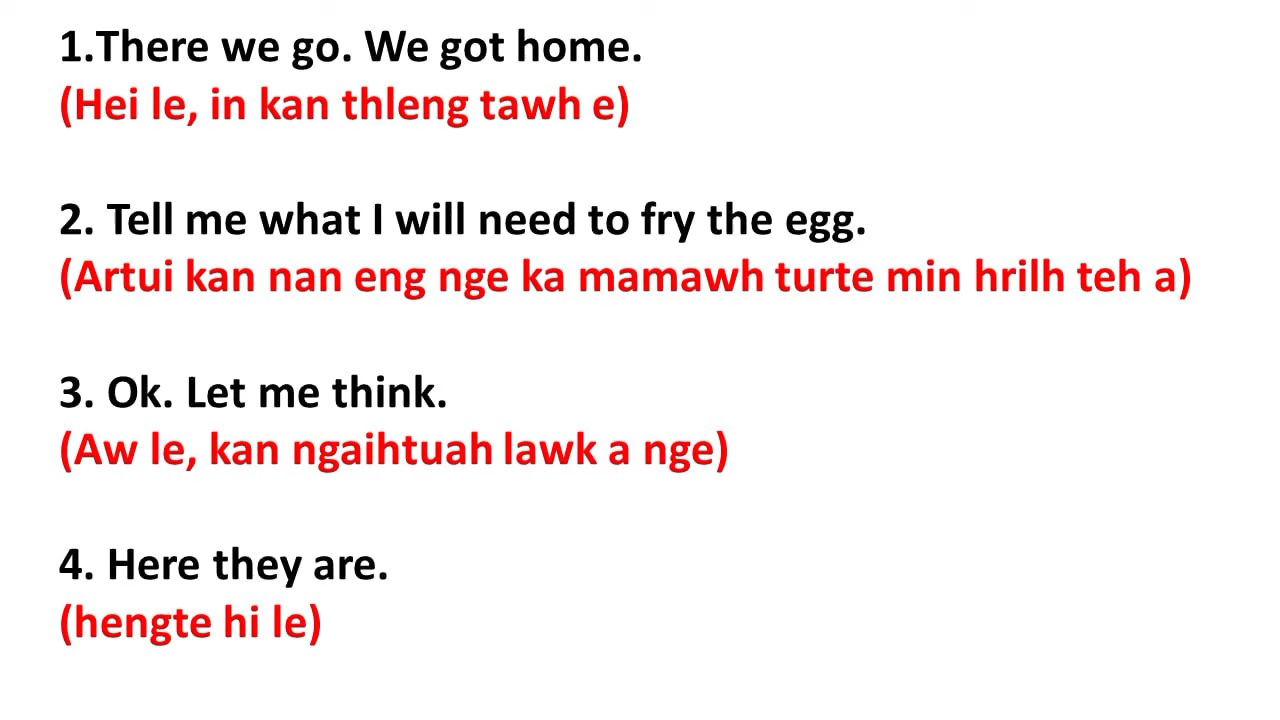 1.There we go. We got home.
(Hei le, in kan thleng tawh e)
2. Tell me what I will need to fry the egg.
(Artui kan nan eng nge ka mamawh turte min hrilh teh a)
3. Ok. Let me think.
(Aw le, kan ngaihtuah lawk a nge)
4. Here they are.
(hengte hi le)